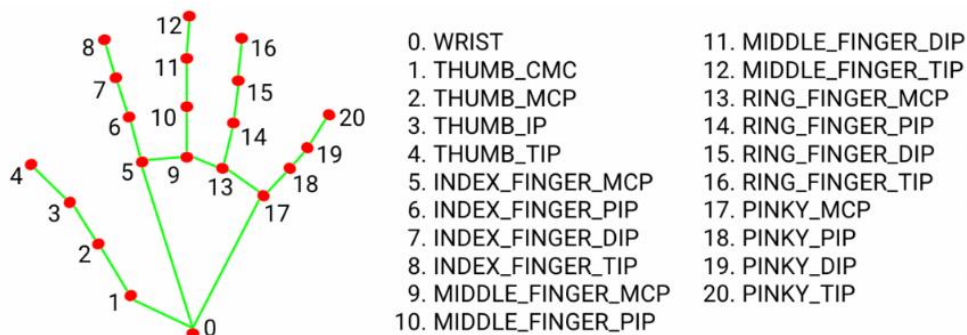 12
8
16
11
7
15
10
6
14
20
4
5
9
13
19
18
3
17
2
1
0
0. WRIST
1. THUMB_CMC
2. THUMB_MCP
3. THUMB_IP
4. THUMB_TIP
5. INDEX_FINGER_MCP
6. INDEX_FINGER_PIP
7. INDEX_FINGER_DIP
8. INDEX_FINGER_TIP
9. MIDDLE_FINGER_MCP
10. MIDDLE_FINGER_PIP
11. MIDDLE_FINGER_DIP
12. MIDDLE_FINGER_TIP
13. RING_FINGER_MCP
14. RING_FINGER_PIP
15. RING_FINGER_DIP
16. RING_FINGER_TIP
17. PINKY_MCP
18. PINKY_PIP
19. PINKY_DIP
20. PINKY_TIP